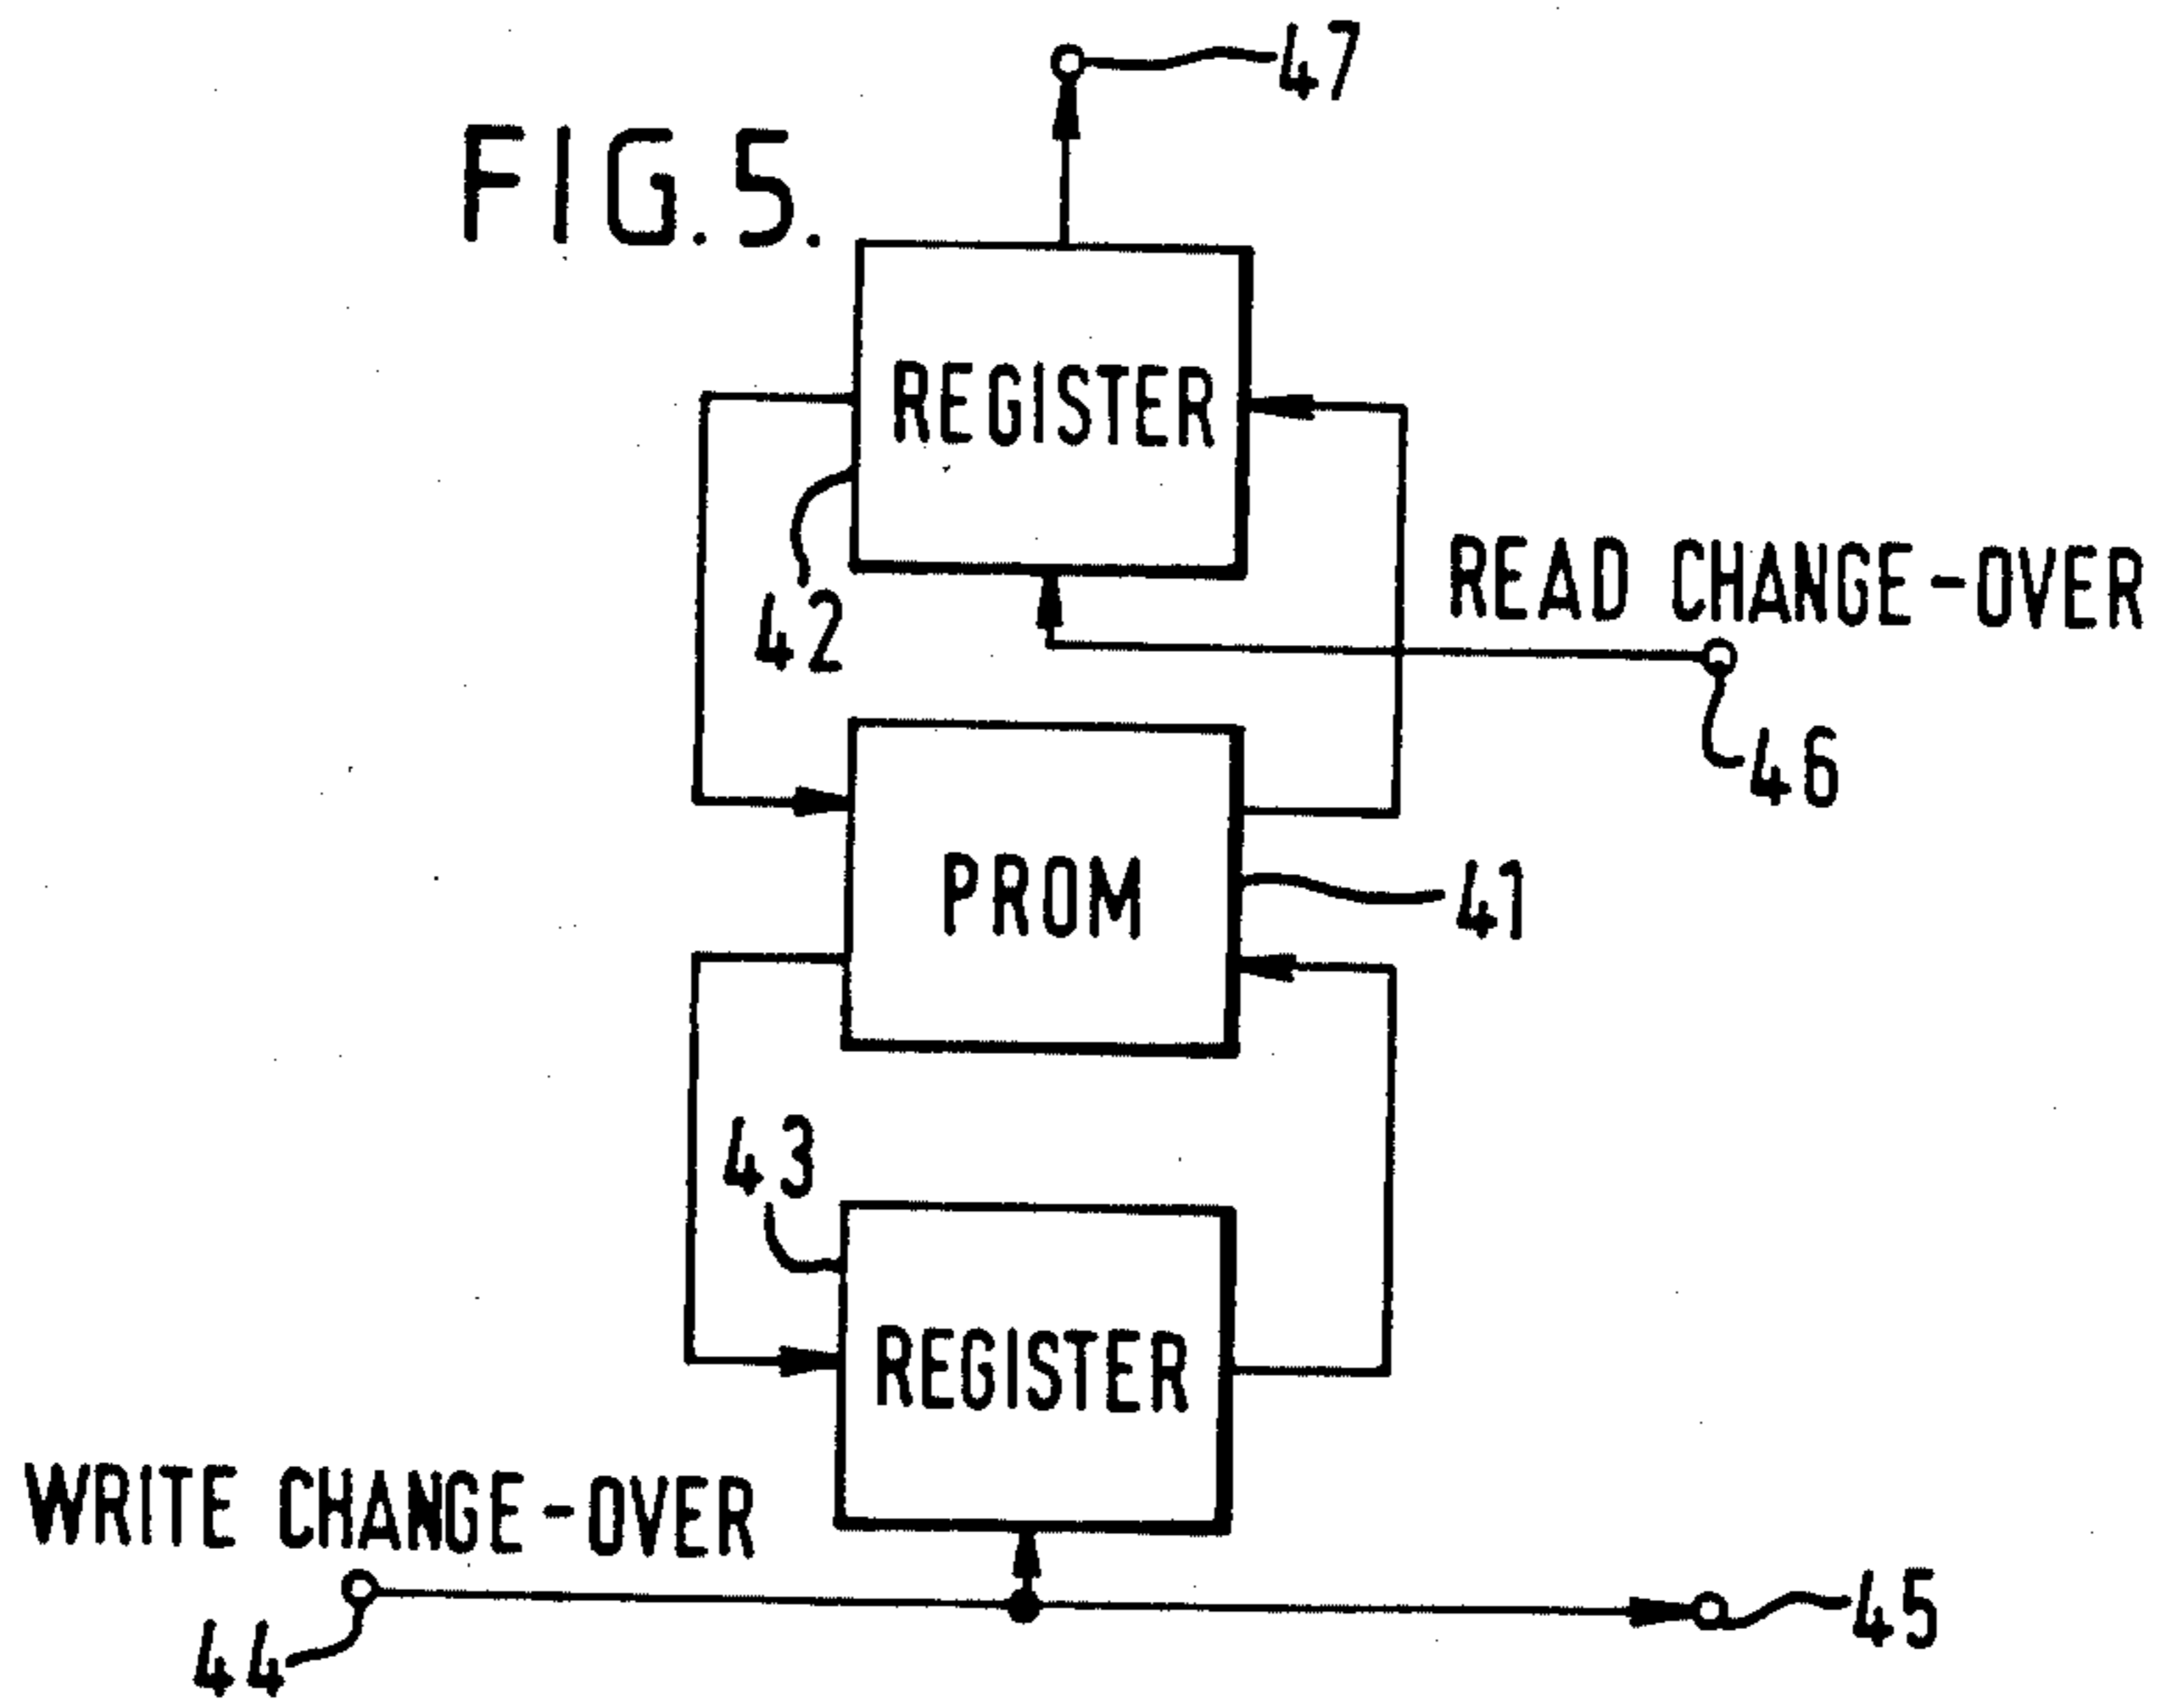 47
FIG. 5.
REGISTER
42
READ CHANGE-OVER
46
PROM
41
43
REGISTER
WRITE CHANGE-OVER
44
45